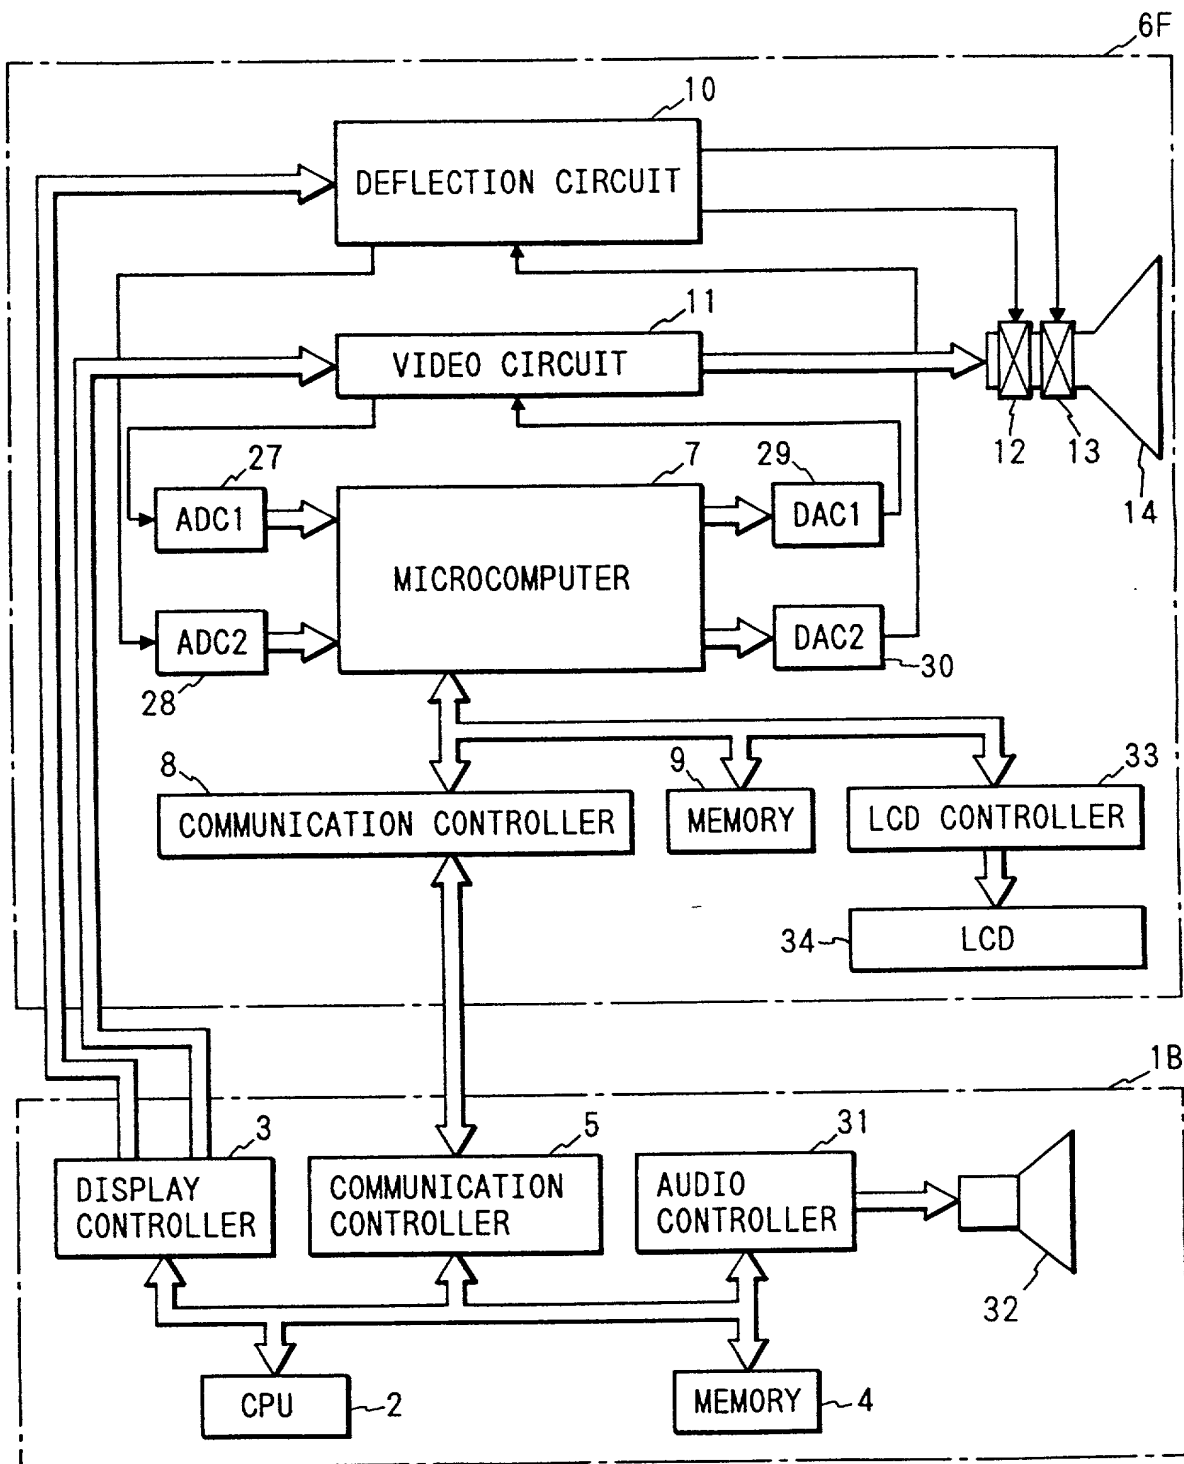 6F
10
DEFLECTION CIRCUIT
11
VIDEO CIRCUIT
12
13
14
27
ADC1
7
MICROCOMPUTER
29
DAC1
ADC2
28
DAC2
30
8
COMMUNICATION CONTROLLER
9
MEMORY
33
LCD CONTROLLER
34
LCD
1B
3
DISPLAY
CONTROLLER
5
COMMUNICATION
CONTROLLER
31
AUDIO
CONTROLLER
32
CPU
2
MEMORY
4